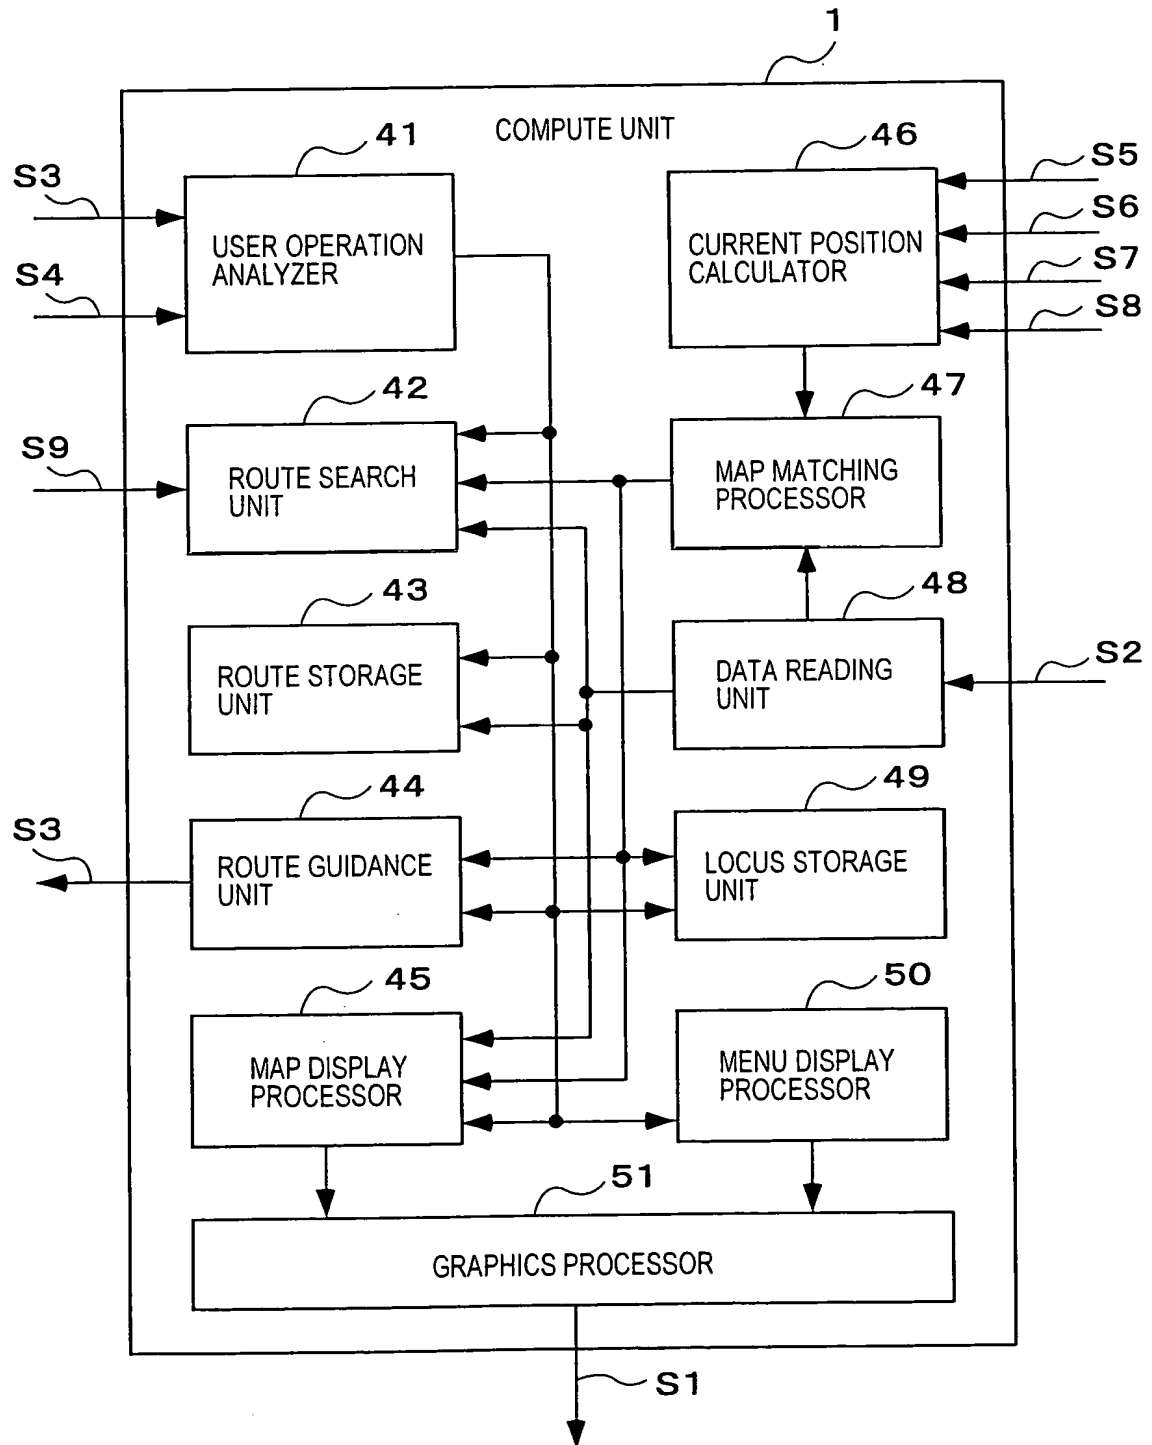 1
COMPUTE UNIT
41
46
S3
S5
USER OPERATION
ANALYZER
CURRENT POSITION
CALCULATOR
S6
S4
S7
S8
42
47
S9
ROUTE SEARCH
UNIT
MAP MATCHING
PROCESSOR
43
48
ROUTE STORAGE
UNIT
DATA READING
UNIT
S2
44
49
S3
ROUTE GUIDANCE
UNIT
LOCUS STORAGE
UNIT
45
50
MAP DISPLAY
PROCESSOR
MENU DISPLAY
PROCESSOR
51
GRAPHICS PROCESSOR
S1